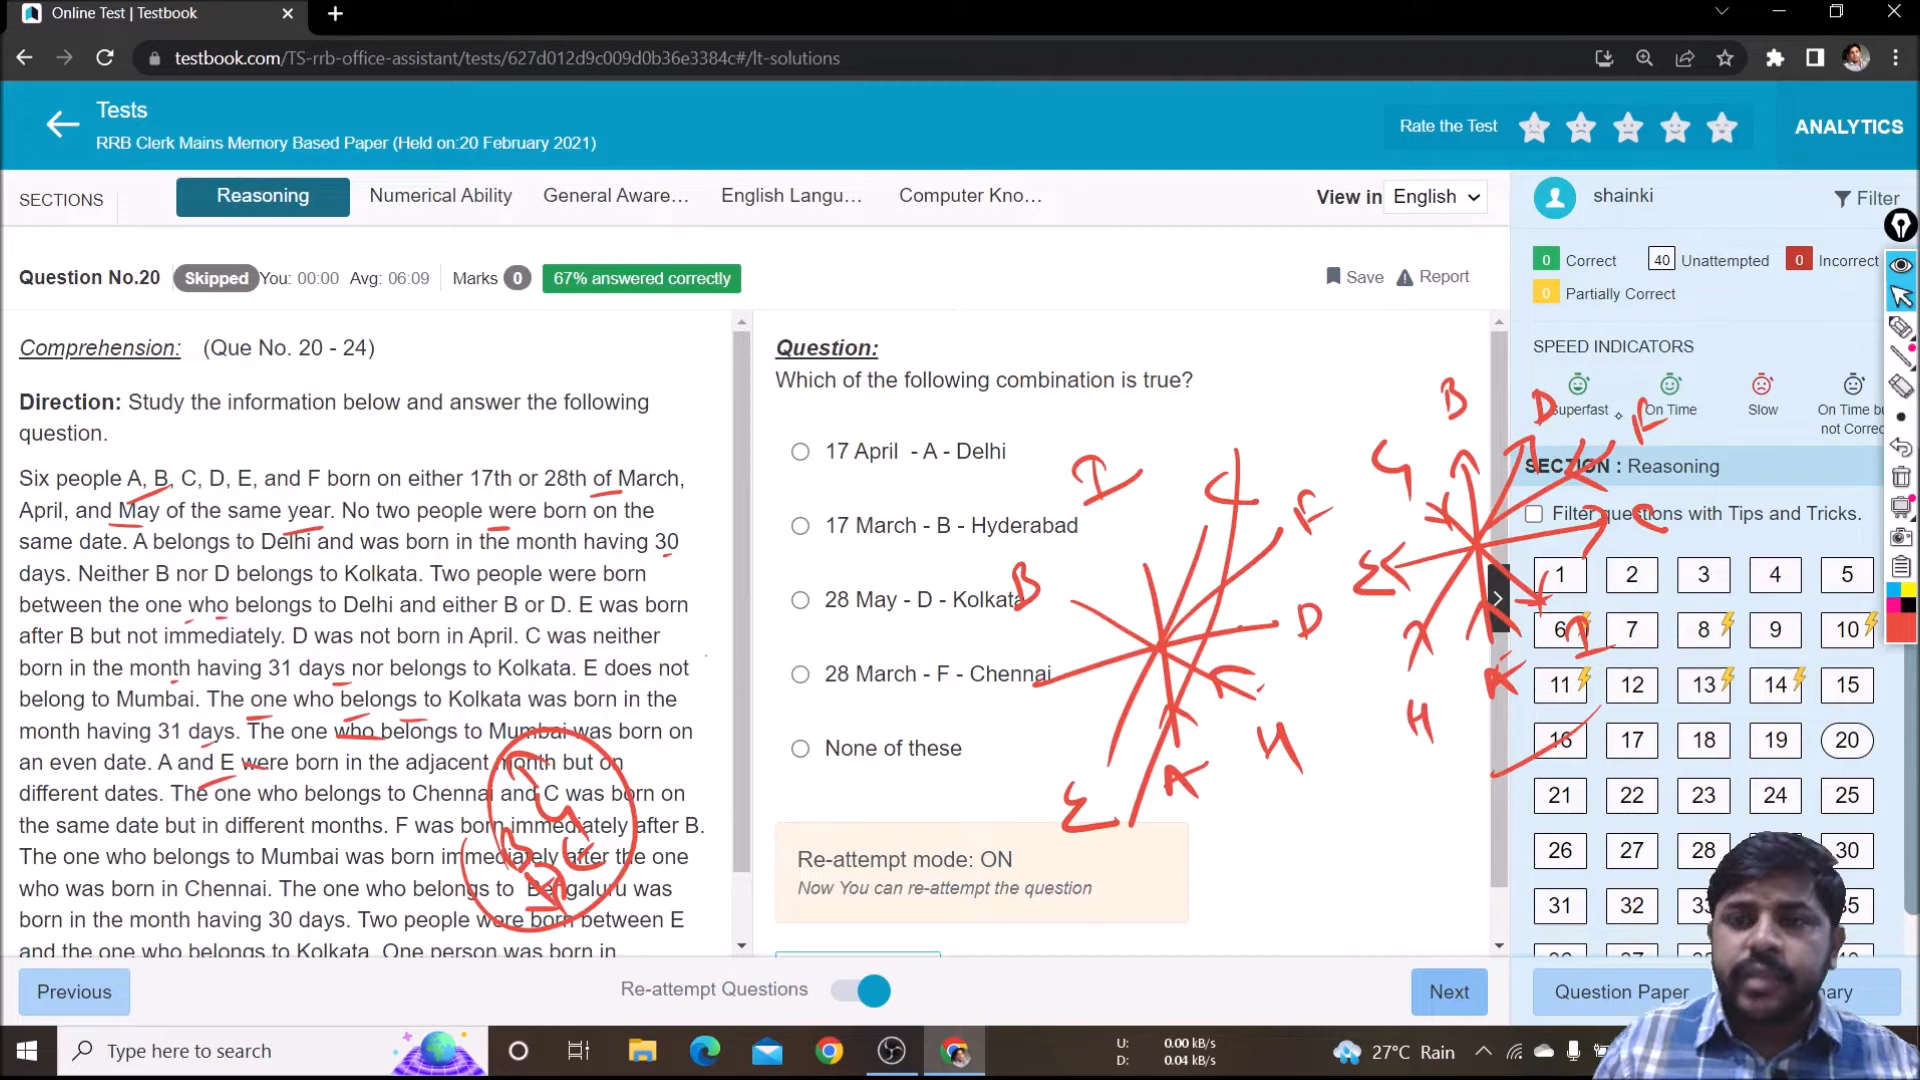 Online Test | Testbook
testbook.com/TS-rrb-office-assistant/tests/627d012d9c009d0b36e3384c#/lt-solutions
Tests
RRB Clerk Mains Memory Based Paper (Held on:20 February 2021)
Rate the Test
ANALYTICS
SECTIONS
Reasoning
Numerical Ability
General Aware...
English Langu...
Computer Kno...
View in English
shainki
Filter
Question No.20
Skipped
You: 00:00
Avg: 06:09
Marks 0
67% answered correctly
Save
Report
0 Correct
40 Unattempted
0 Incorrect
0 Partially Correct
Comprehension: (Que No. 20 - 24)
Direction: Study the information below and answer the following
question.
Six people A, B, C, D, E, and F born on either 17th or 28th of March,
April, and May of the same year. No two people were born on the
same date. A belongs to Delhi and was born in the month having 30
days. Neither B nor D belongs to Kolkata. Two people were born
between the one who belongs to Delhi and either B or D. E was born
after B but not immediately. D was not born in April. C was neither
born in the month having 31 days nor belongs to Kolkata. E does not
belong to Mumbai. The one who belongs to Kolkata was born in the
month having 31 days. The one who belongs to Mumbai was born on
an even date. A and E were born in the adjacent month but on
different dates. The one who belongs to Chennai and C was born on
the same date but in different months. F was born immediately after B.
The one who belongs to Mumbai was born immediately after the one
who was born in Chennai. The one who belongs to Bengaluru was
born in the month having 30 days. Two people were born between E
and the one who belongs to Kolkata. One person was born in
Question:
Which of the following combination is true?
17 April - A - Delhi
17 March - B - Hyderabad
28 May - D - Kolkata
28 March - F - Chennai
None of these
Re-attempt mode: ON
Now You can re-attempt the question
SPEED INDICATORS
Superfast
On Time
Slow
On Time bu
not Correc
SECTION : Reasoning
Filter questions with Tips and Tricks.
1 2 3 4 5
6 7 8 9 10
11 12 13 14 15
16 17 18 19 20
21 22 23 24 25
26 27 28 30
31 32 33 35
B
D
F
G
C
E
I
H
A
I
F
B
D
H
E
A
G
Previous
Re-attempt Questions
Next
Question Paper
Type here to search
U: 0.00 kB/s
D: 0.04 kB/s
27°C Rain